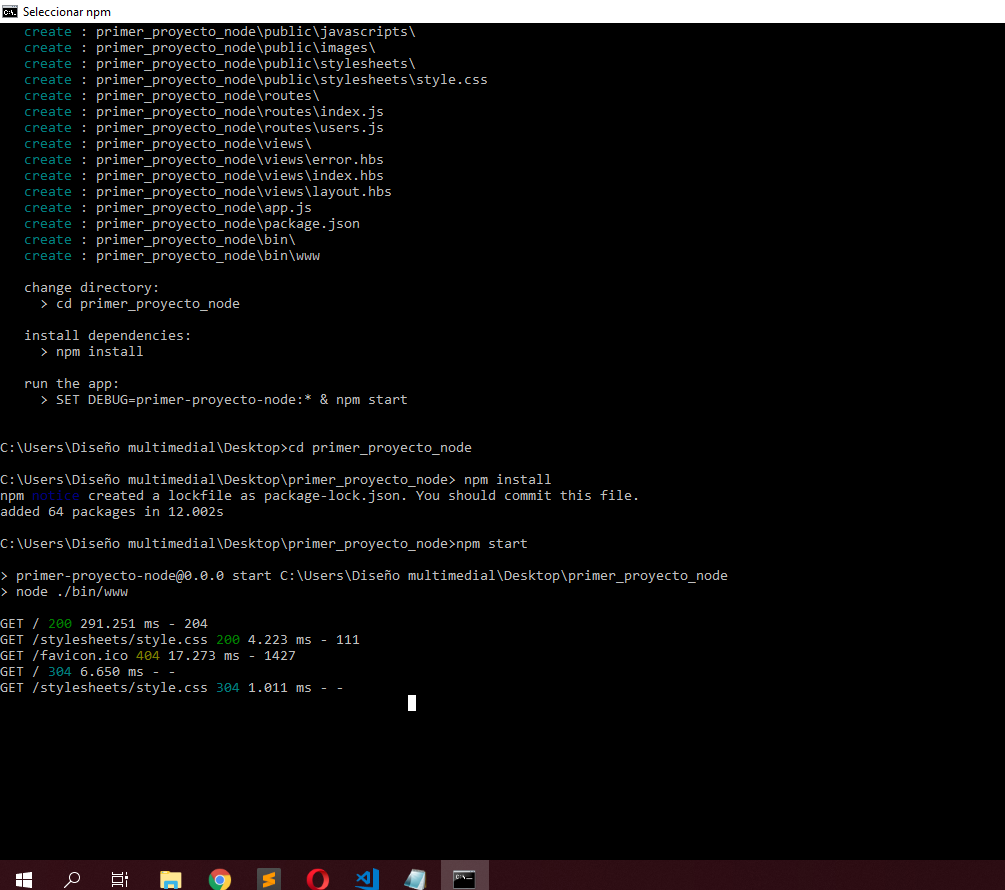 Seleccionar npm
create : primer_proyecto_node\public\javascripts\
create : primer_proyecto_node\public\images\
create : primer_proyecto_node\public\stylesheets\
create : primer_proyecto_node\public\stylesheets\style.css
create : primer_proyecto_node\routes\
create : primer_proyecto_node\routes\index.js
create : primer_proyecto_node\routes\users.js
create : primer_proyecto_node\views\
create : primer_proyecto_node\views\error.hbs
create : primer_proyecto_node\views\index.hbs
create : primer_proyecto_node\views\layout.hbs
create : primer_proyecto_node\app.js
create : primer_proyecto_node\package.json
create : primer_proyecto_node\bin\
create : primer_proyecto_node\bin\www
change directory:
> cd primer_proyecto_node
install dependencies:
> npm install
run the app:
> SET DEBUG=primer-proyecto-node:* & npm start
C:\Users\Diseño multimedial\Desktop>cd primer_proyecto_node
C:\Users\Diseño multimedial\Desktop\primer_proyecto_node> npm install
npm notice created a lockfile as package-lock.json. You should commit this file.
added 64 packages in 12.002s
C:\Users\Diseño multimedial\Desktop\primer_proyecto_node>npm start
> primer-proyecto-node@0.0.0 start C:\Users\Diseño multimedial\Desktop\primer_proyecto_node
> node ./bin/www
GET / 200 291.251 ms - 204
GET /stylesheets/style.css 200 4.223 ms - 111
GET /favicon.ico 404 17.273 ms - 1427
GET / 304 6.650 ms - -
GET /stylesheets/style.css 304 1.011 ms - -